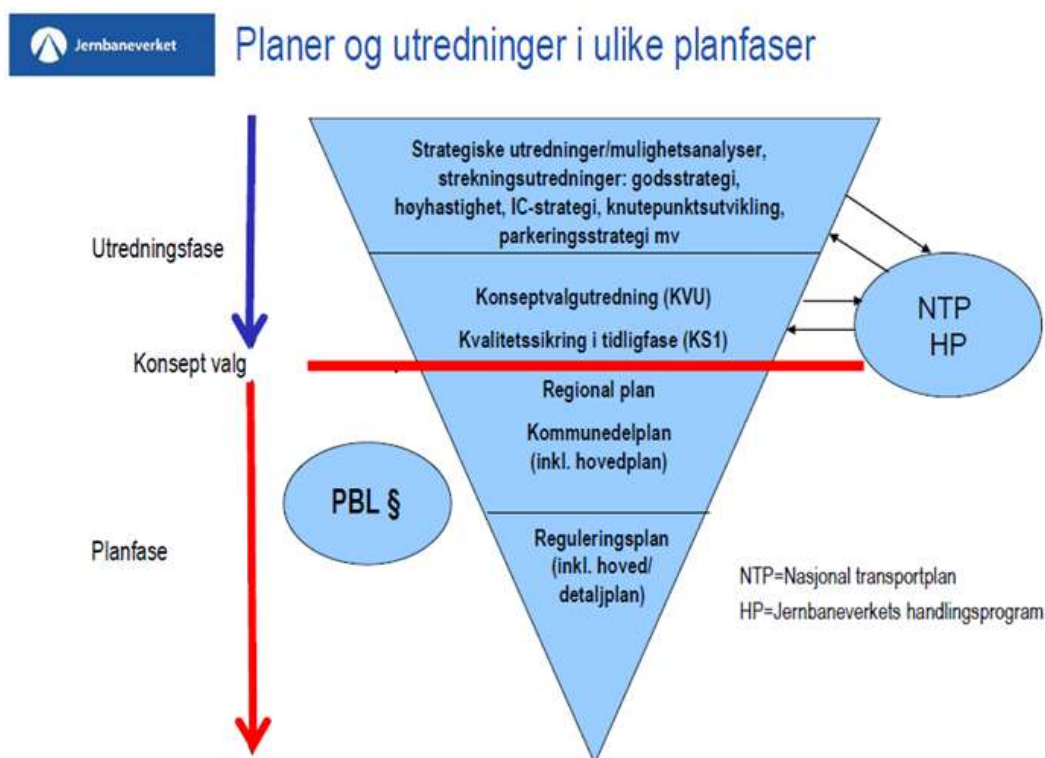 Jernbaneverket
Planer og utredninger i ulike planfaser
Strategiske utredninger/mulighetsanalyser,
strekningsutredninger: godsstrategi,
høyhastighet, IC-strategi, knutepunktsutvikling,
parkeringsstrategi mv
Utredningsfase
Konseptvalgutredning (KVU)
Kvalitetssikring i tidligfase (KS1)
NTP
HP
Konsept valg
Regional plan
Kommunedelplan
(inkl. hovedplan)
PBL §
Planfase
Reguleringsplan
(inkl. hoved/
detaljplan)
NTP=Nasjonal transportplan
HP=Jernbaneverkets handlingsprogram